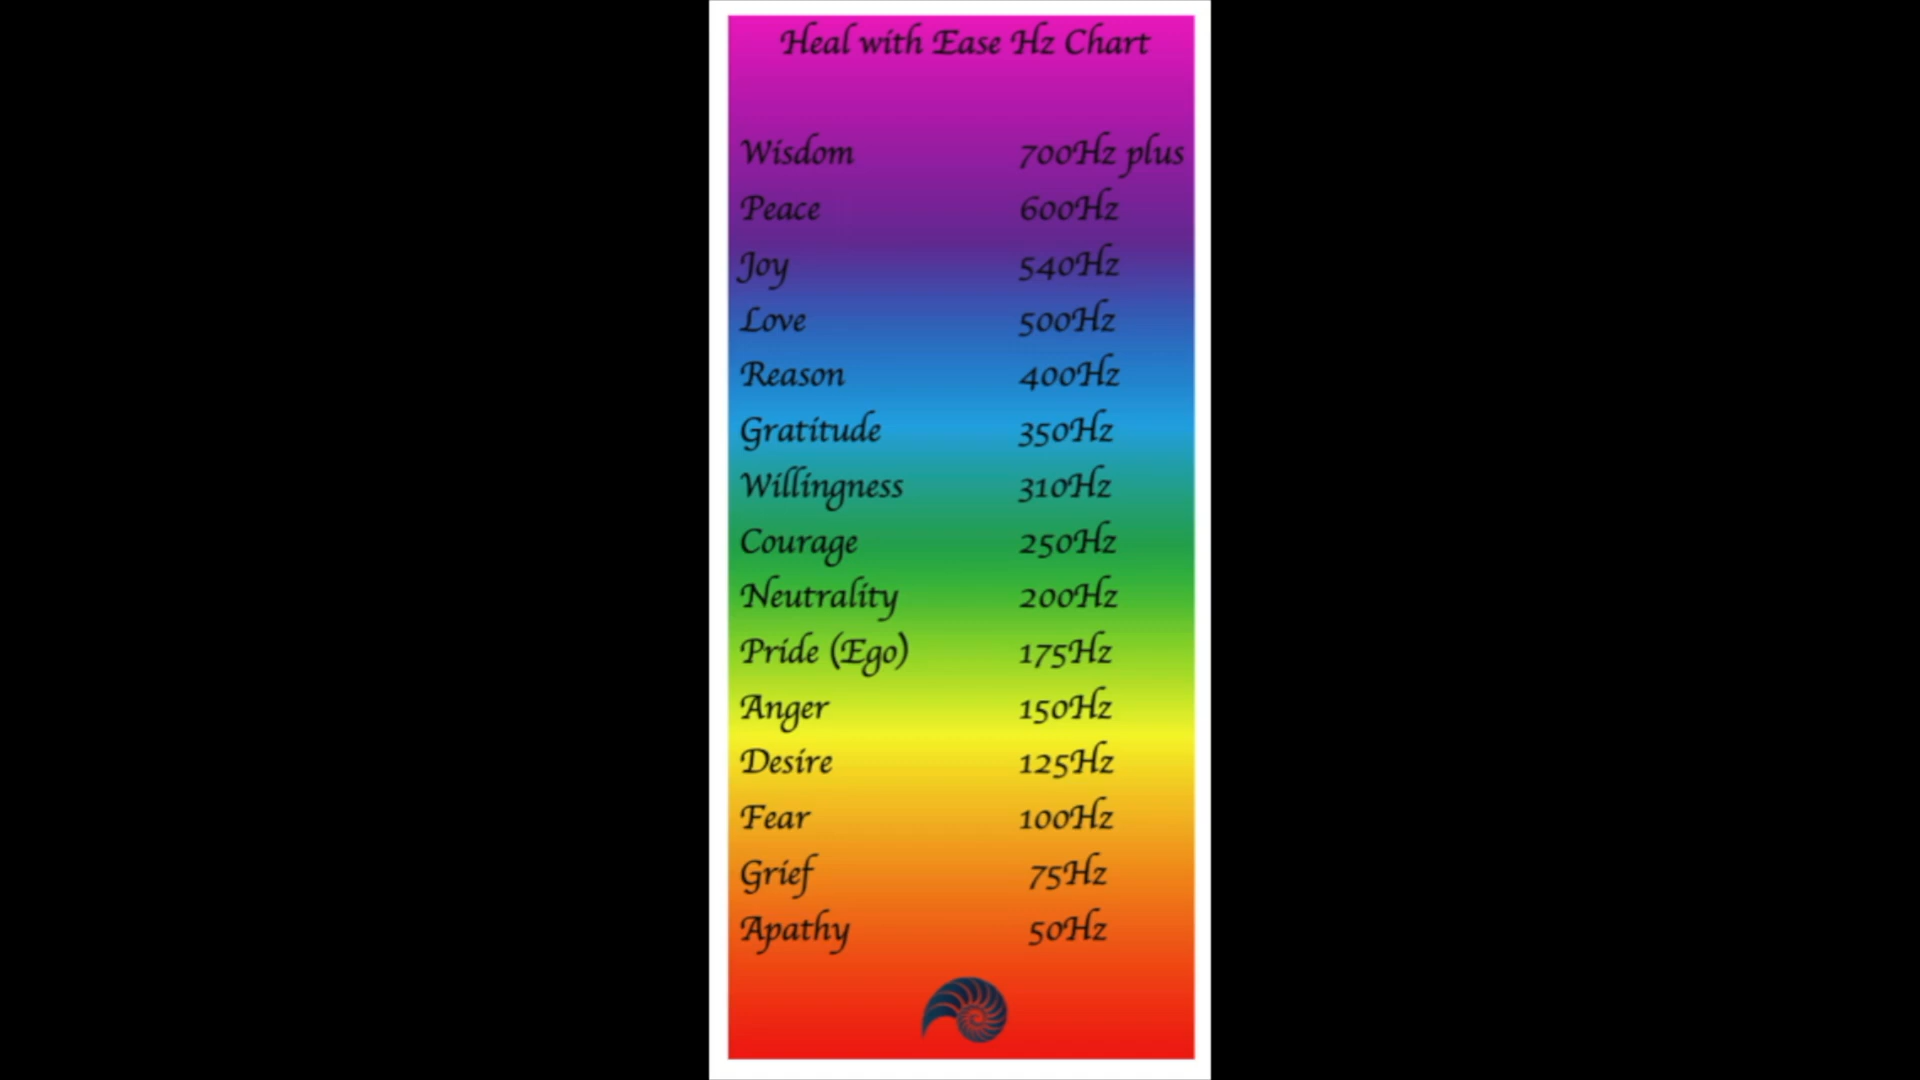 Heal with Ease Hz Chart
Wisdom 700Hz plus
Peace 600Hz
Joy 540Hz
Love 500Hz
Reason 400Hz
Gratitude 350Hz
Willingness 310Hz
Courage 250Hz
Neutrality 200Hz
Pride (Ego) 175Hz
Anger 150Hz
Desire 125Hz
Fear 100Hz
Grief 75Hz
Apathy 50Hz